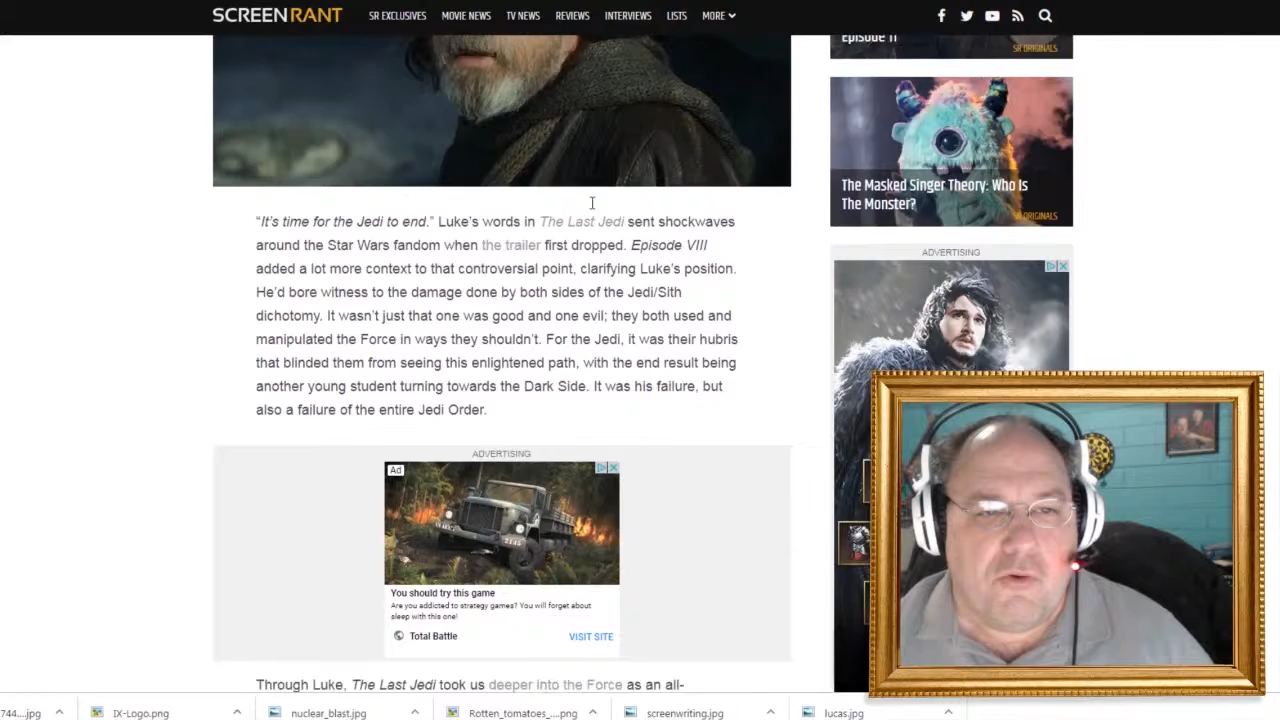 SCREENRANT
SR EXCLUSIVES MOVIE NEWS TV NEWS REVIEWS INTERVIEWS LISTS MORE
Episode 11
SR ORIGINALS
The Masked Singer Theory: Who Is
The Monster?
SR ORIGINALS
ADVERTISING
“It’s time for the Jedi to end.” Luke’s words in The Last Jedi sent shockwaves
around the Star Wars fandom when the trailer first dropped. Episode VIII
added a lot more context to that controversial point, clarifying Luke’s position.
He’d bore witness to the damage done by both sides of the Jedi/Sith
dichotomy. It wasn’t just that one was good and one evil; they both used and
manipulated the Force in ways they shouldn’t. For the Jedi, it was their hubris
that blinded them from seeing this enlightened path, with the end result being
another young student turning towards the Dark Side. It was his failure, but
also a failure of the entire Jedi Order.
ADVERTISING
Ad
You should try this game
Are you addicted to strategy games? You will forget about
sleep with this one!
Total Battle VISIT SITE
Through Luke, The Last Jedi took us deeper into the Force as an all-
744....jpg IX-Logo.png nuclear_blast.jpg Rotten_tomatoes_....png screenwriting.jpg lucas.jpg